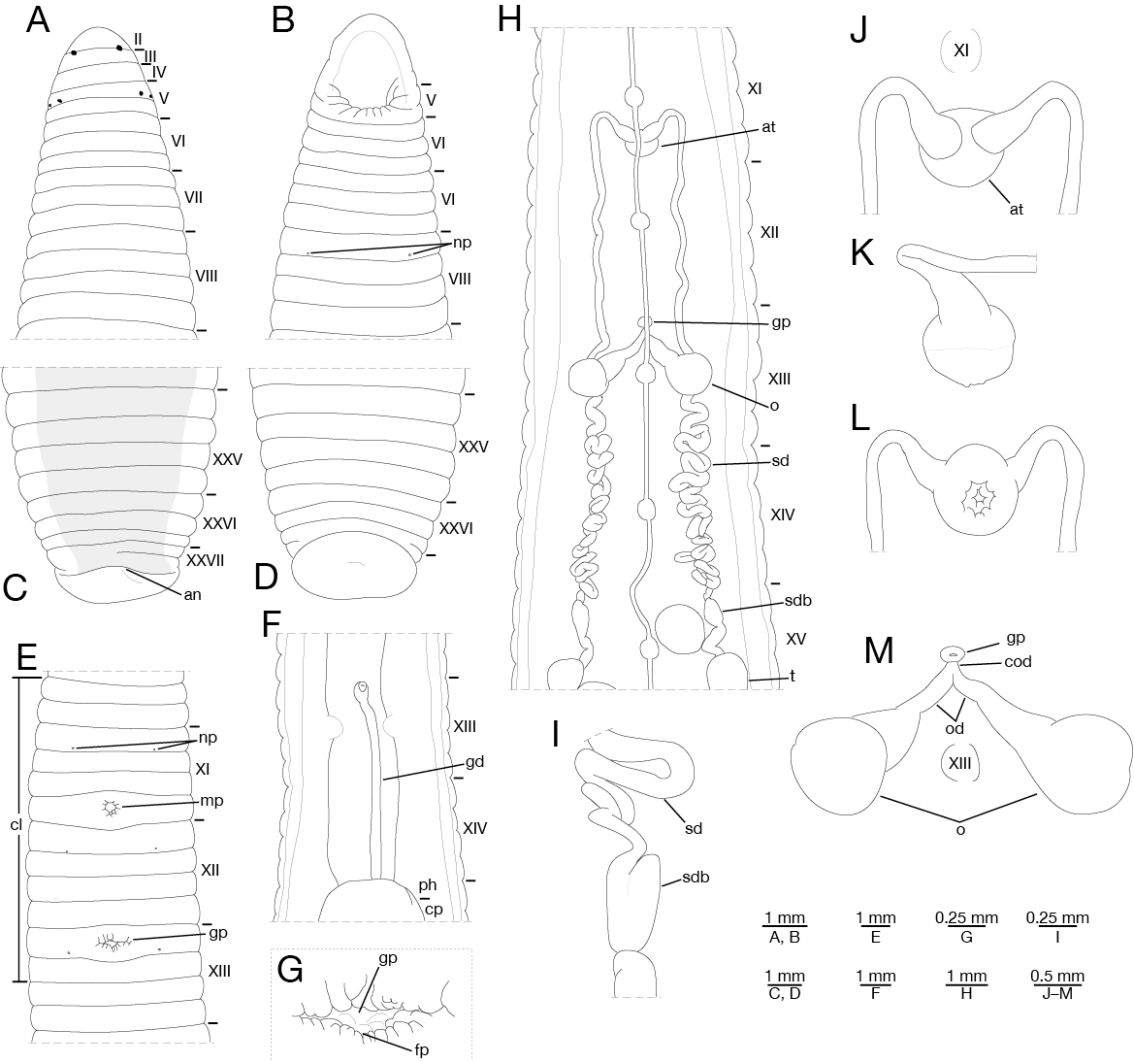 A
II
III
IV
V
VI
VII
VIII
B
V
VI
VI
np
VIII
C
XXV
XXVI
XXVII
an
D
XXV
XXVI
E
np
XI
mp
cl
XII
gp
XIII
F
XIII
gd
XIV
ph
cp
G
gp
fp
H
XI
at
XII
gp
XIII
o
sd
XIV
sdb
XV
t
I
sd
sdb
J
XI
at
K
L
M
gp
cod
od
XIII
o
1 mm 1 mm 0.25 mm 0.25 mm
A, B E G I
1 mm 1 mm 1 mm 0.5 mm
C, D F H J–M